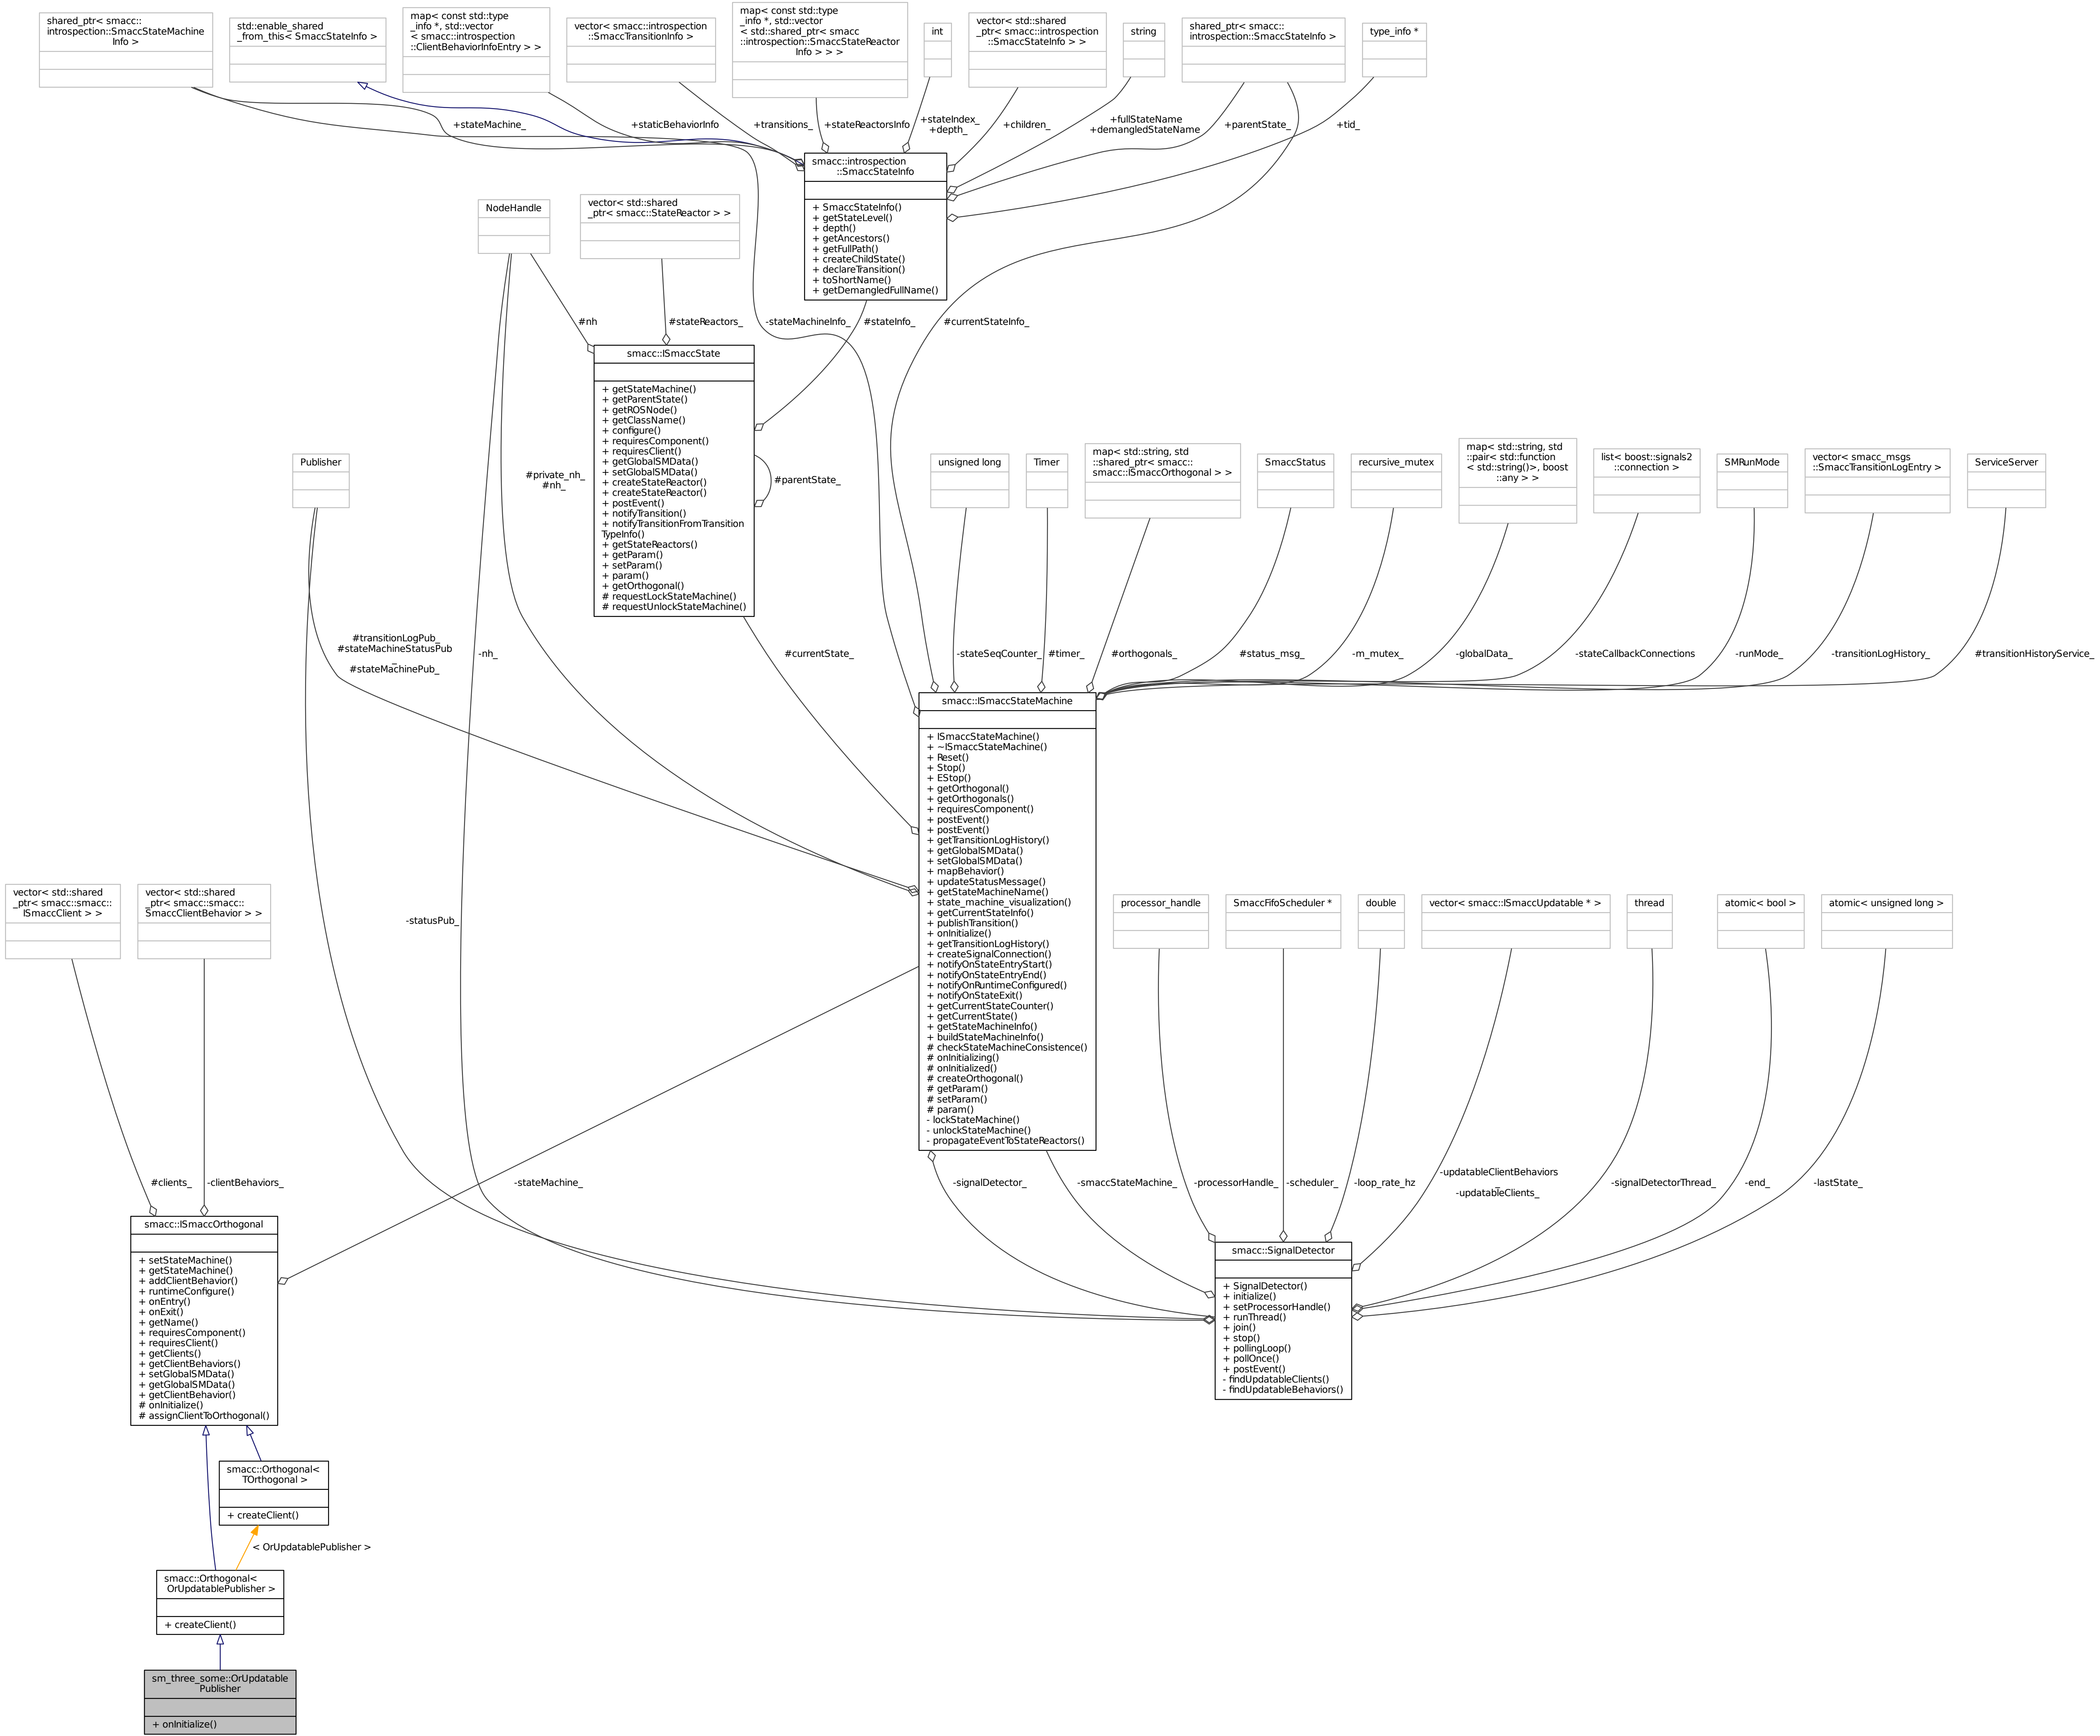 shared_ptr< smacc::
introspection::SmaccStateMachine
Info >
std::enable_shared
_from_this< SmaccStateInfo >
map< const std::type
_info *, std::vector
< smacc::introspection
::ClientBehaviorInfoEntry > >
vector< smacc::introspection
::SmaccTransitionInfo >
map< const std::type
_info *, std::vector
< std::shared_ptr< smacc
::introspection::SmaccStateReactor
Info > > >
int
vector< std::shared
_ptr< smacc::introspection
::SmaccStateInfo > >
string
shared_ptr< smacc::
introspection::SmaccStateInfo >
type_info *
+stateMachine_
+staticBehaviorInfo
+transitions_
+stateReactorsInfo
+stateIndex_
+depth_
+children_
+fullStateName
+demangledStateName
+parentState_
+tid_
smacc::introspection
::SmaccStateInfo
+ SmaccStateInfo()
+ getStateLevel()
+ depth()
+ getAncestors()
+ getFullPath()
+ createChildState()
+ declareTransition()
+ toShortName()
+ getDemangledFullName()
NodeHandle
vector< std::shared
_ptr< smacc::StateReactor > >
#nh
#stateReactors_
-stateMachineInfo_
#stateInfo_
#currentStateInfo_
smacc::ISmaccState
+ getStateMachine()
+ getParentState()
+ getROSNode()
+ getClassName()
+ configure()
+ requiresComponent()
+ requiresClient()
+ getGlobalSMData()
+ setGlobalSMData()
+ createStateReactor()
+ createStateReactor()
+ postEvent()
+ notifyTransition()
+ notifyTransitionFromTransition
TypeInfo()
+ getStateReactors()
+ getParam()
+ setParam()
+ param()
+ getOrthogonal()
# requestLockStateMachine()
# requestUnlockStateMachine()
#private_nh_
#nh_
#parentState_
Publisher
unsigned long
Timer
map< std::string, std
::shared_ptr< smacc::
smacc::ISmaccOrthogonal > >
SmaccStatus
recursive_mutex
map< std::string, std
::pair< std::function
< std::string()>, boost
::any > >
list< boost::signals2
::connection >
SMRunMode
vector< smacc_msgs
::SmaccTransitionLogEntry >
ServiceServer
#transitionLogPub_
#stateMachineStatusPub
_
#stateMachinePub_
-nh_
#currentState_
-stateSeqCounter_
#timer_
#orthogonals_
#status_msg_
-m_mutex_
-globalData_
-stateCallbackConnections
-runMode_
-transitionLogHistory_
#transitionHistoryService_
smacc::ISmaccStateMachine
+ ISmaccStateMachine()
+ ~ISmaccStateMachine()
+ Reset()
+ Stop()
+ EStop()
+ getOrthogonal()
+ getOrthogonals()
+ requiresComponent()
+ postEvent()
+ postEvent()
+ getTransitionLogHistory()
+ getGlobalSMData()
+ setGlobalSMData()
+ mapBehavior()
+ updateStatusMessage()
+ getStateMachineName()
+ state_machine_visualization()
+ getCurrentStateInfo()
+ publishTransition()
+ onInitialize()
+ getTransitionLogHistory()
+ createSignalConnection()
+ notifyOnStateEntryStart()
+ notifyOnStateEntryEnd()
+ notifyOnRuntimeConfigured()
+ notifyOnStateExit()
+ getCurrentStateCounter()
+ getCurrentState()
+ getStateMachineInfo()
+ buildStateMachineInfo()
# checkStateMachineConsistence()
# onInitializing()
# onInitialized()
# createOrthogonal()
# getParam()
# setParam()
# param()
- lockStateMachine()
- unlockStateMachine()
- propagateEventToStateReactors()
vector< std::shared
_ptr< smacc::smacc::
ISmaccClient > >
vector< std::shared
_ptr< smacc::smacc::
SmaccClientBehavior > >
-statusPub_
processor_handle
SmaccFifoScheduler *
double
vector< smacc::ISmaccUpdatable * >
thread
atomic< bool >
atomic< unsigned long >
#clients_
-clientBehaviors_
-stateMachine_
-signalDetector_
-smaccStateMachine_
-processorHandle_
-scheduler_
-loop_rate_hz
-updatableClientBehaviors
_
-updatableClients_
-signalDetectorThread_
-end_
-lastState_
smacc::ISmaccOrthogonal
+ setStateMachine()
+ getStateMachine()
+ addClientBehavior()
+ runtimeConfigure()
+ onEntry()
+ onExit()
+ getName()
+ requiresComponent()
+ requiresClient()
+ getClients()
+ getClientBehaviors()
+ setGlobalSMData()
+ getGlobalSMData()
+ getClientBehavior()
# onInitialize()
# assignClientToOrthogonal()
smacc::SignalDetector
+ SignalDetector()
+ initialize()
+ setProcessorHandle()
+ runThread()
+ join()
+ stop()
+ pollingLoop()
+ pollOnce()
+ postEvent()
- findUpdatableClients()
- findUpdatableBehaviors()
smacc::Orthogonal<
TOrthogonal >
+ createClient()
< OrUpdatablePublisher >
smacc::Orthogonal<
OrUpdatablePublisher >
+ createClient()
sm_three_some::OrUpdatable
Publisher
+ onInitialize()